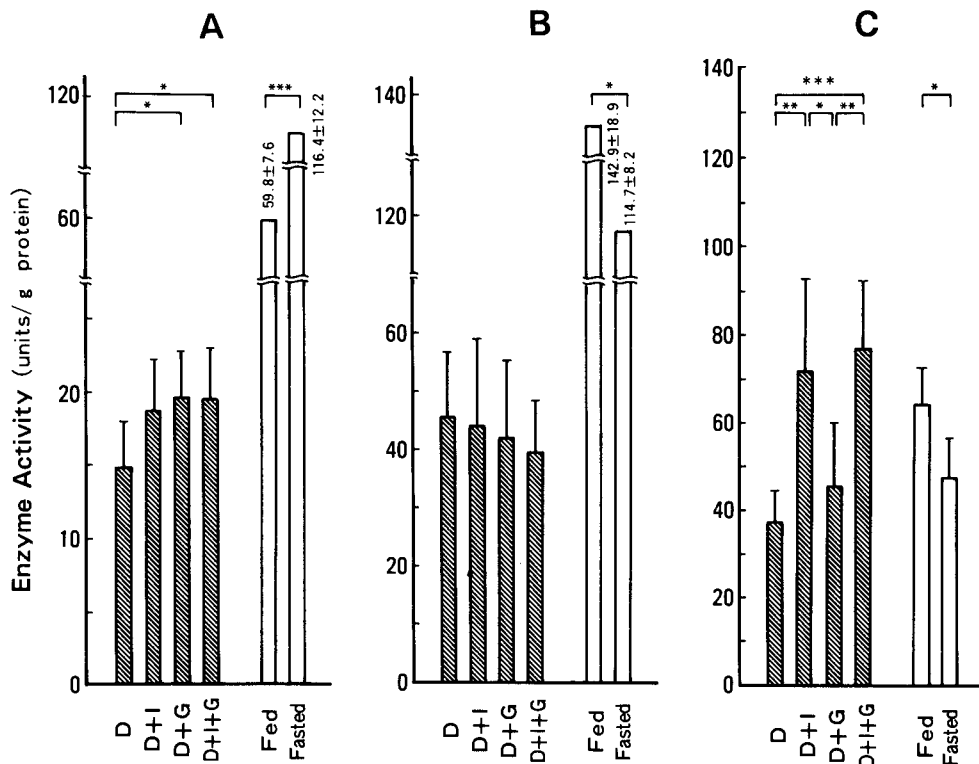 A
B
C
Enzyme Activity (units/g protein)
120
60
20
10
0
*
*
***
59.8±7.6
116.4±12.2
D
D+I
D+G
D+I+G
Fed
Fasted
140
120
60
40
20
0
*
142.9±18.9
114.7±8.2
D
D+I
D+G
D+I+G
Fed
Fasted
140
120
100
80
60
40
20
0
***
**
*
**
*
D
D+I
D+G
D+I+G
Fed
Fasted